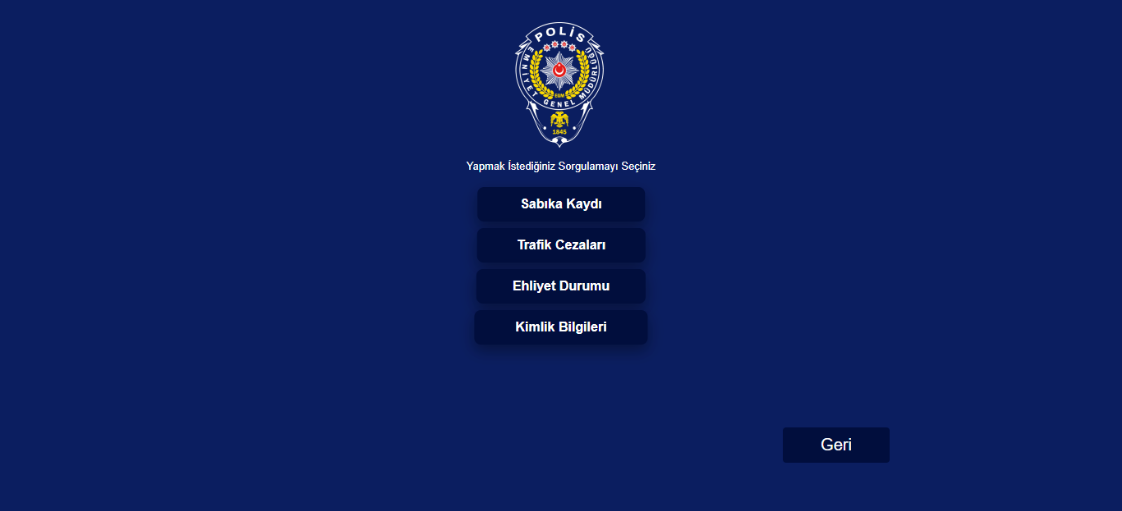 POLİS
EMNİYET GENEL MÜDÜRLÜĞÜ
EGM
1845
Yapmak İstediğiniz Sorgulamayı Seçiniz
Sabıka Kaydı
Trafik Cezaları
Ehliyet Durumu
Kimlik Bilgileri
Geri